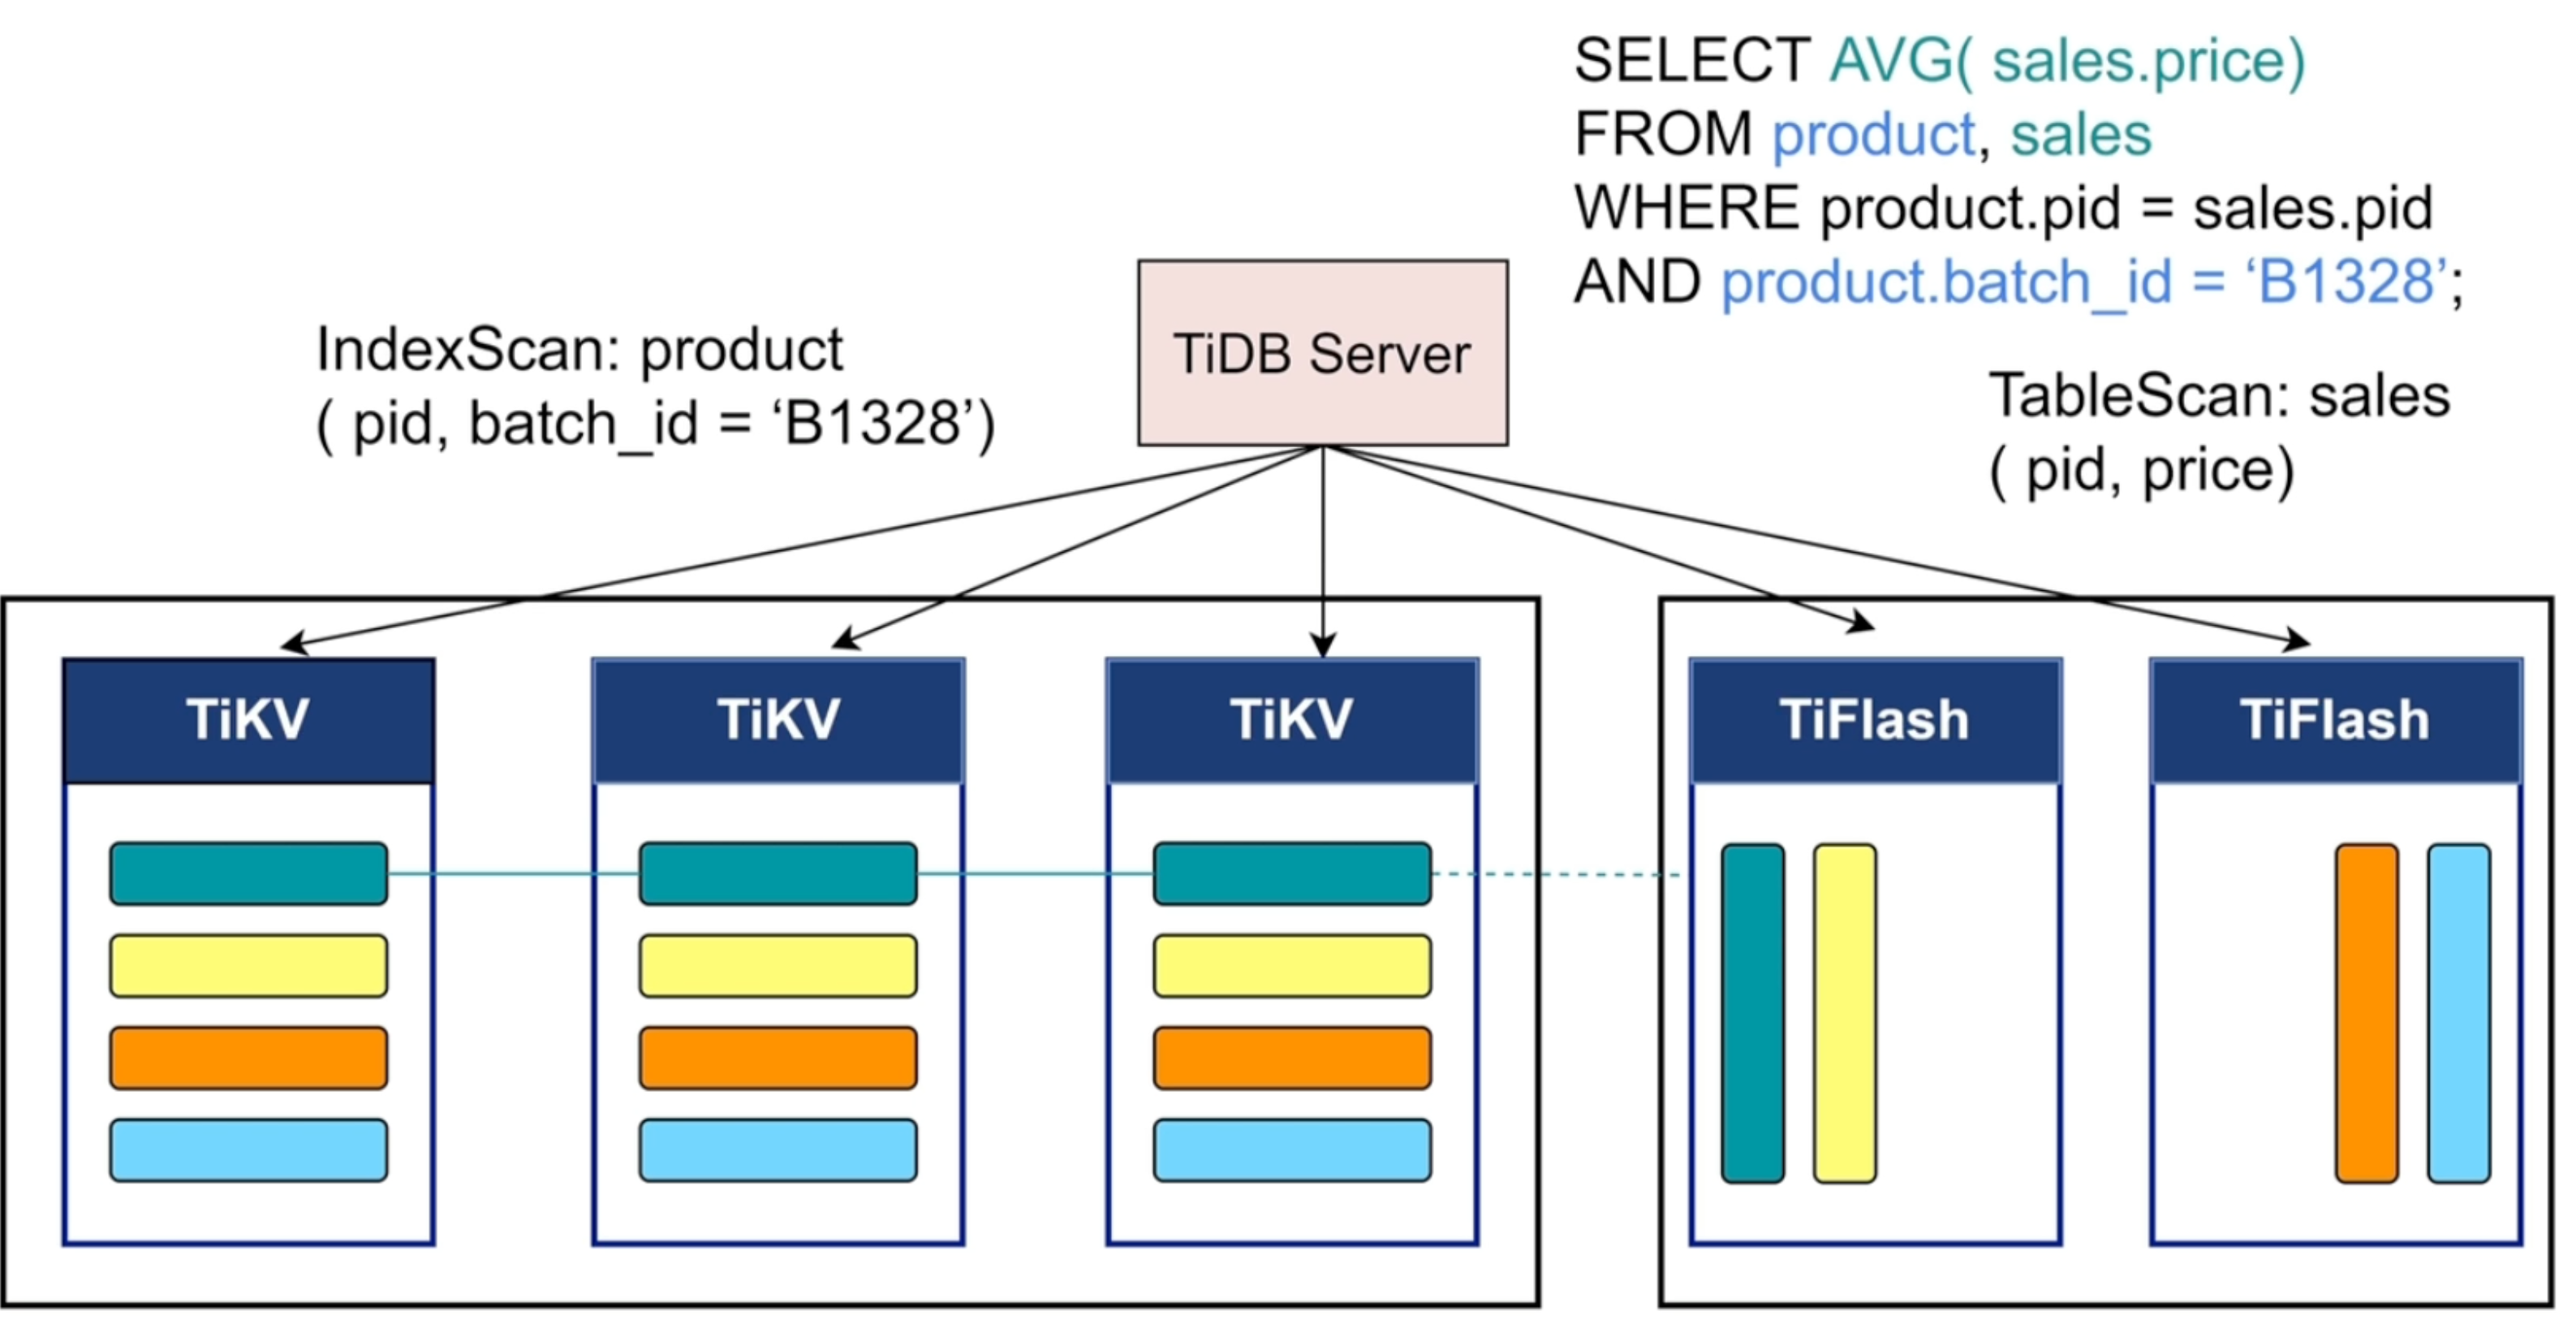 SELECT AVG( sales.price)
FROM product, sales
WHERE product.pid = sales.pid
AND product.batch_id = ‘B1328’;
IndexScan: product
( pid, batch_id = ‘B1328’)
TiDB Server
TableScan: sales
( pid, price)
TiKV
TiKV
TiKV
TiFlash
TiFlash